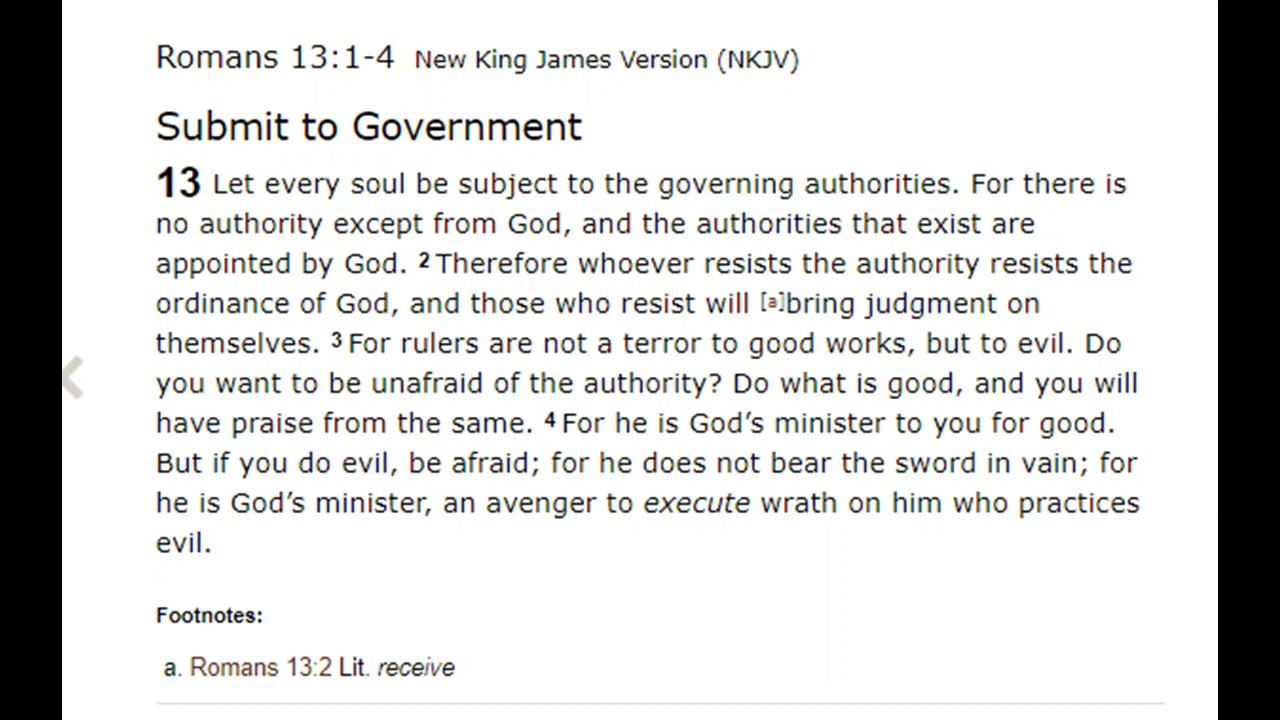 Romans 13:1-4 New King James Version (NKJV)
Submit to Government
13 Let every soul be subject to the governing authorities. For there is
no authority except from God, and the authorities that exist are
appointed by God. 2 Therefore whoever resists the authority resists the
ordinance of God, and those who resist will [a]bring judgment on
themselves. 3 For rulers are not a terror to good works, but to evil. Do
you want to be unafraid of the authority? Do what is good, and you will
have praise from the same. 4 For he is God’s minister to you for good.
But if you do evil, be afraid; for he does not bear the sword in vain; for
he is God’s minister, an avenger to execute wrath on him who practices
evil.
Footnotes:
a. Romans 13:2 Lit. receive